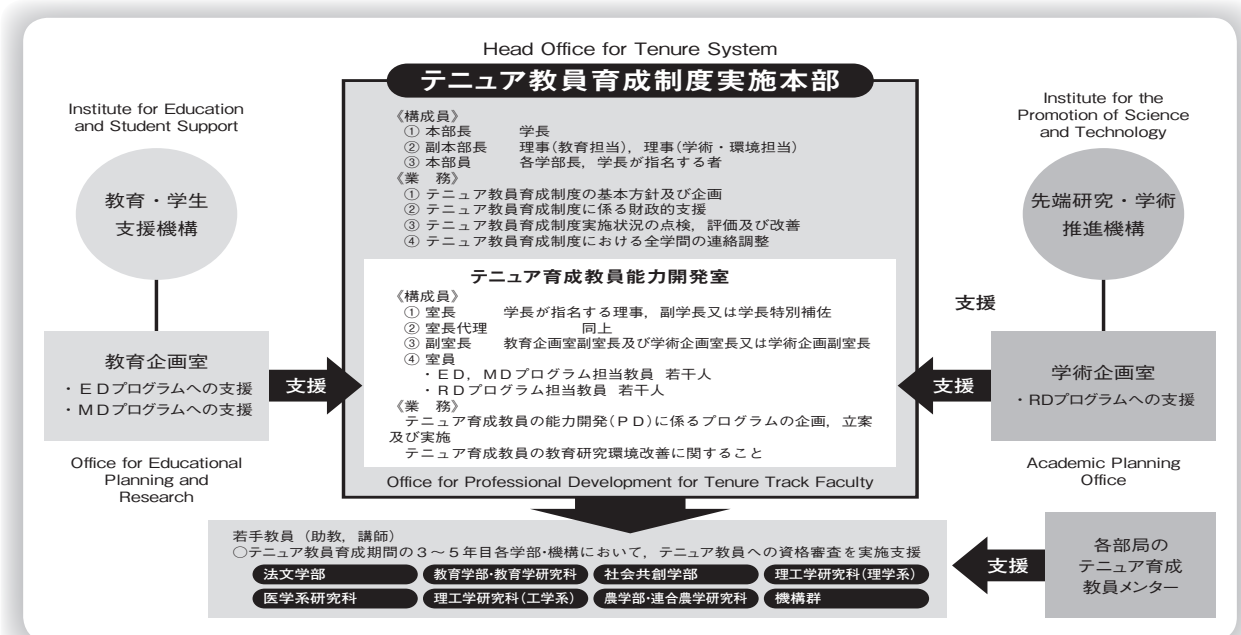 Head Office for Tenure System
テニュア教員育成制度実施本部
《構成員》
① 本部長　学長
② 副本部長　理事(教育担当)，理事(学術・環境担当)
③ 本部員　各学部長，学長が指名する者
《業　務》
① テニュア教員育成制度の基本方針及び企画
② テニュア教員育成制度に係る財政的支援
③ テニュア教員育成制度実施状況の点検，評価及び改善
④ テニュア教員育成制度における全学間の連絡調整
テニュア育成教員能力開発室
《構成員》
① 室長　学長が指名する理事，副学長又は学長特別補佐
② 室長代理　同上
③ 副室長　教育企画室副室長及び学術企画室長又は学術企画副室長
④ 室員
・ＥＤ，ＭＤプログラム担当教員 若干人
・ＲＤプログラム担当教員 若干人
《業　務》
テニュア育成教員の能力開発(ＰＤ)に係るプログラムの企画，立案
及び実施
テニュア育成教員の教育研究環境改善に関すること
Office for Professional Development for Tenure Track Faculty
Institute for Education
and Student Support
教育・学生
支援機構
教育企画室
・ＥＤプログラムへの支援
・ＭＤプログラムへの支援
支援
Office for Educational
Planning and
Research
Institute for the
Promotion of Science
and Technology
先端研究・学術
推進機構
支援
学術企画室
・RDプログラムへの支援
支援
Academic Planning
Office
若手教員（助教，講師）
○テニュア教員育成期間の３～５年目各学部・機構において，テニュア教員への資格審査を実施支援
法文学部　教育学部・教育学研究科　社会共創学部　理工学研究科(理学系)
医学系研究科　理工学研究科(工学系)　農学部・連合農学研究科　機構群
支援
各部局の
テニュア育成
教員メンター